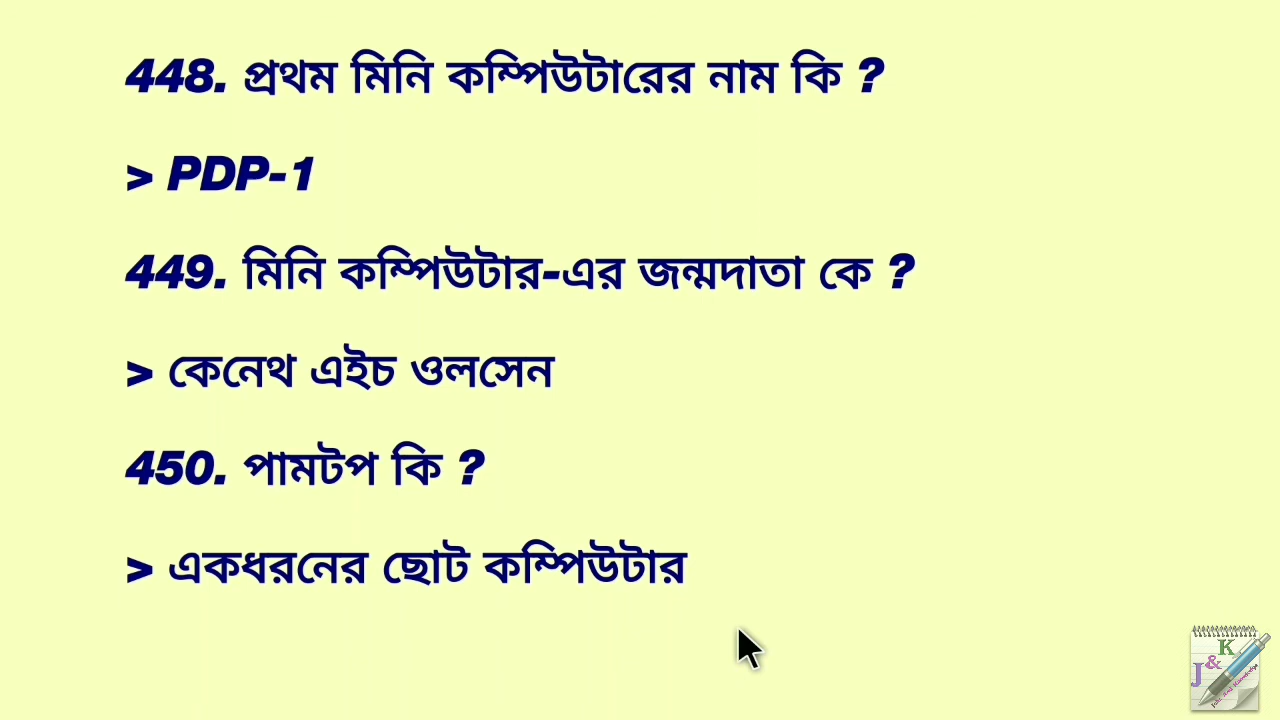 448. প্রথম মিনি কম্পিউটারের নাম কি ?
> PDP-1
449. মিনি কম্পিউটার-এর জন্মদাতা কে ?
> কেনেথ এইচ ওলসেন
450. পামটপ কি ?
> একধরনের ছোট কম্পিউটার
J&K